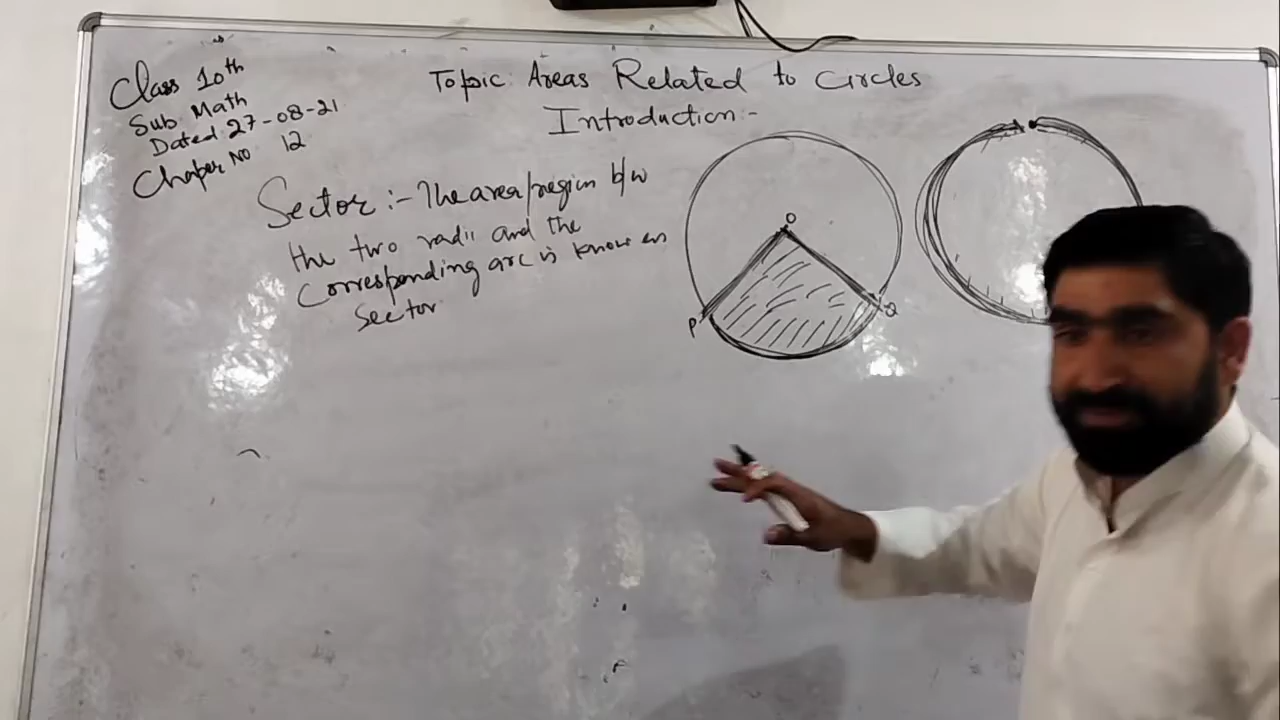 Class 10th
Sub Math
Dated 27-08-21
Chapter No 12
Topic: Areas Related to Circles
Introduction:-
Sector:- The area/region b/w
the two radii and the
corresponding arc is known as
sector
O
P
Q